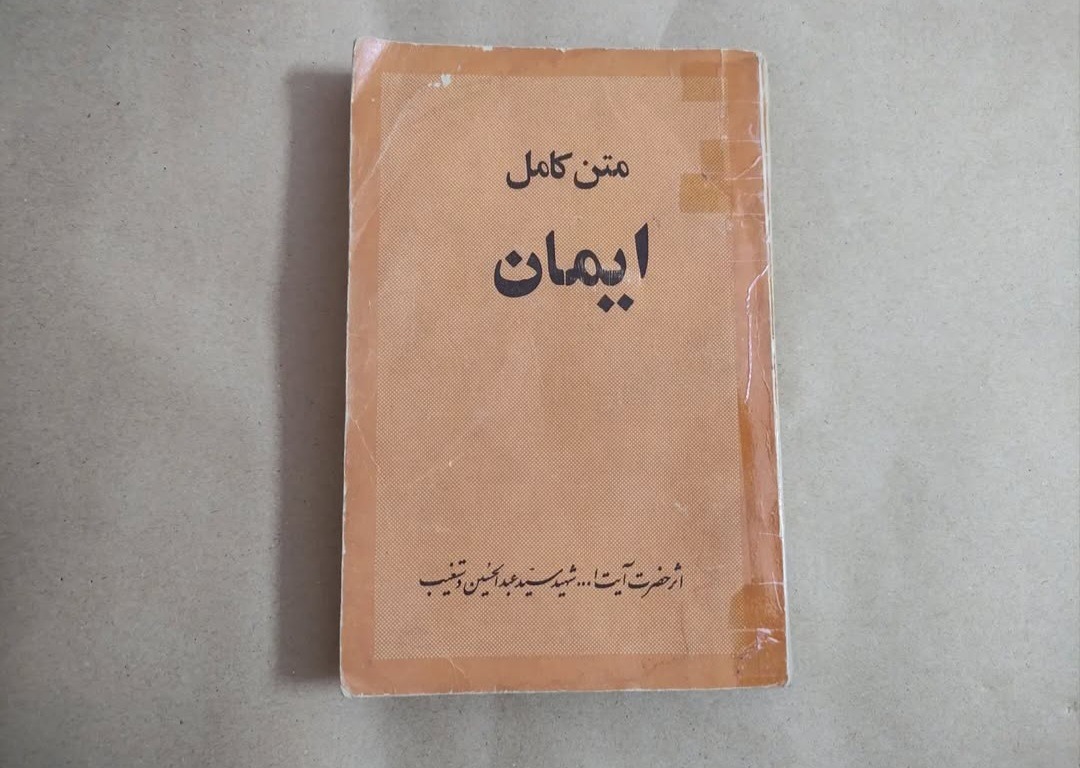 متن کامل
ایمان
اثر حضرت آیت ا... شهید سید عبدالحسین دستغیب